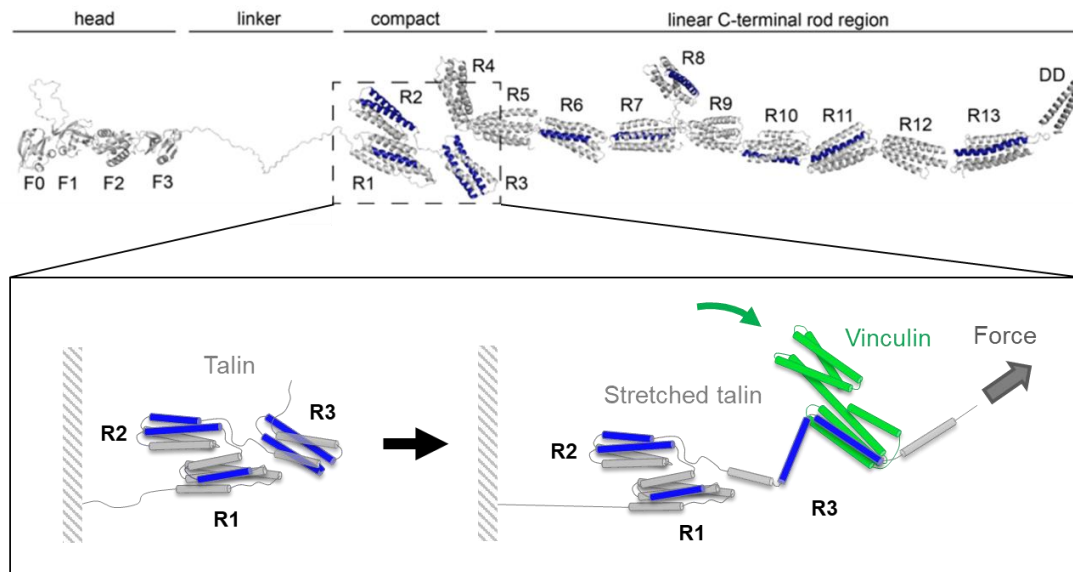 head linker compact linear C-terminal rod region
R4 R8 DD
R2 R5 R6 R7 R9 R10 R11 R12 R13
F0 F1 F2 F3 R1 R3
Talin Vinculin Force
Stretched talin
R2 R3 R2
R1 R1 R3